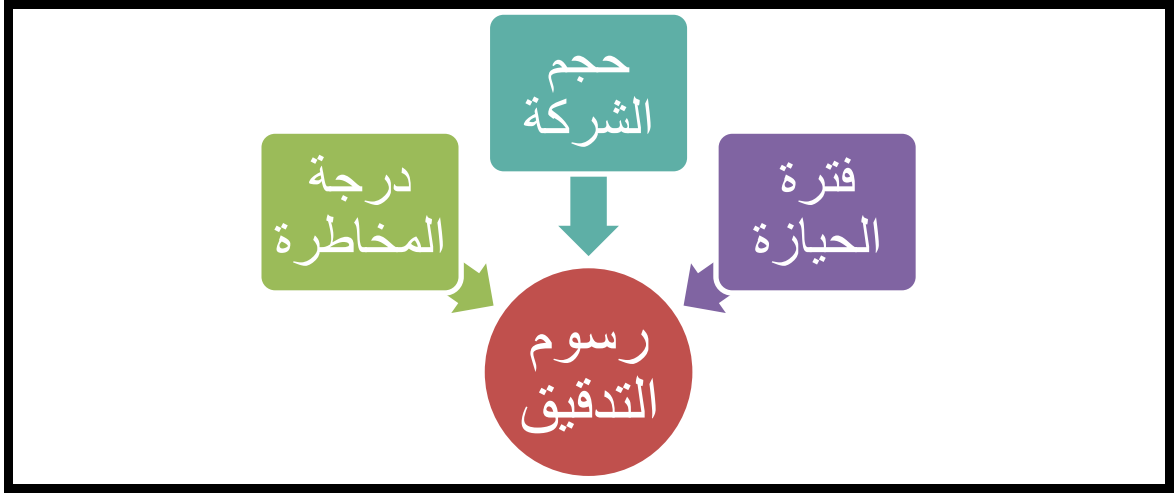 حجم
الشركة
فترة
الحيازة
درجة
المخاطرة
رسوم
التدقيق